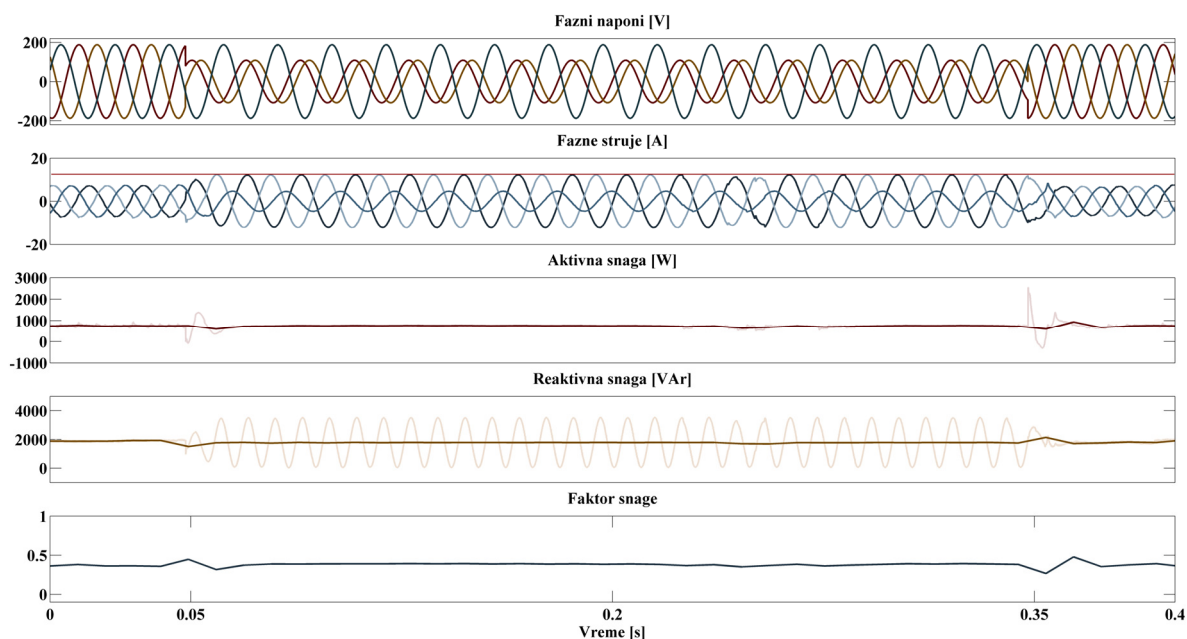 Fazni naponi [V]
200
0
-200
Fazne struje [A]
20
0
-20
Aktivna snaga [W]
3000
2000
1000
0
-1000
Reaktivna snaga [VAr]
4000
2000
0
Faktor snage
1
0.5
0
0 0.05 0.2 0.35 0.4
Vreme [s]